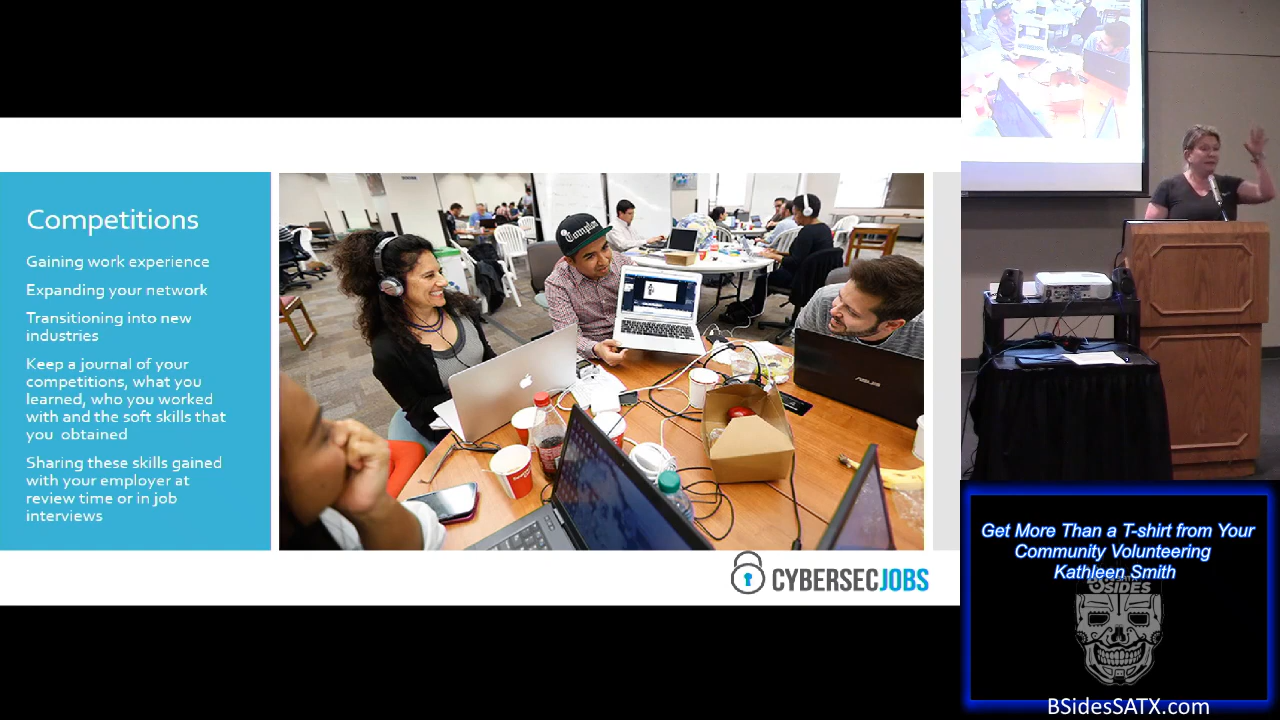 Competitions
Gaining work experience
Expanding your network
Transitioning into new
industries
Keep a journal of your
competitions, what you
learned, who you worked
with and the soft skills that
you obtained
Sharing these skills gained
with your employer at
review time or in job
interviews
Complex
ASUS
CYBERSECJOBS
Get More Than a T-shirt from Your
Community Volunteering
Kathleen Smith
BSIDES
BSidesSATX.com